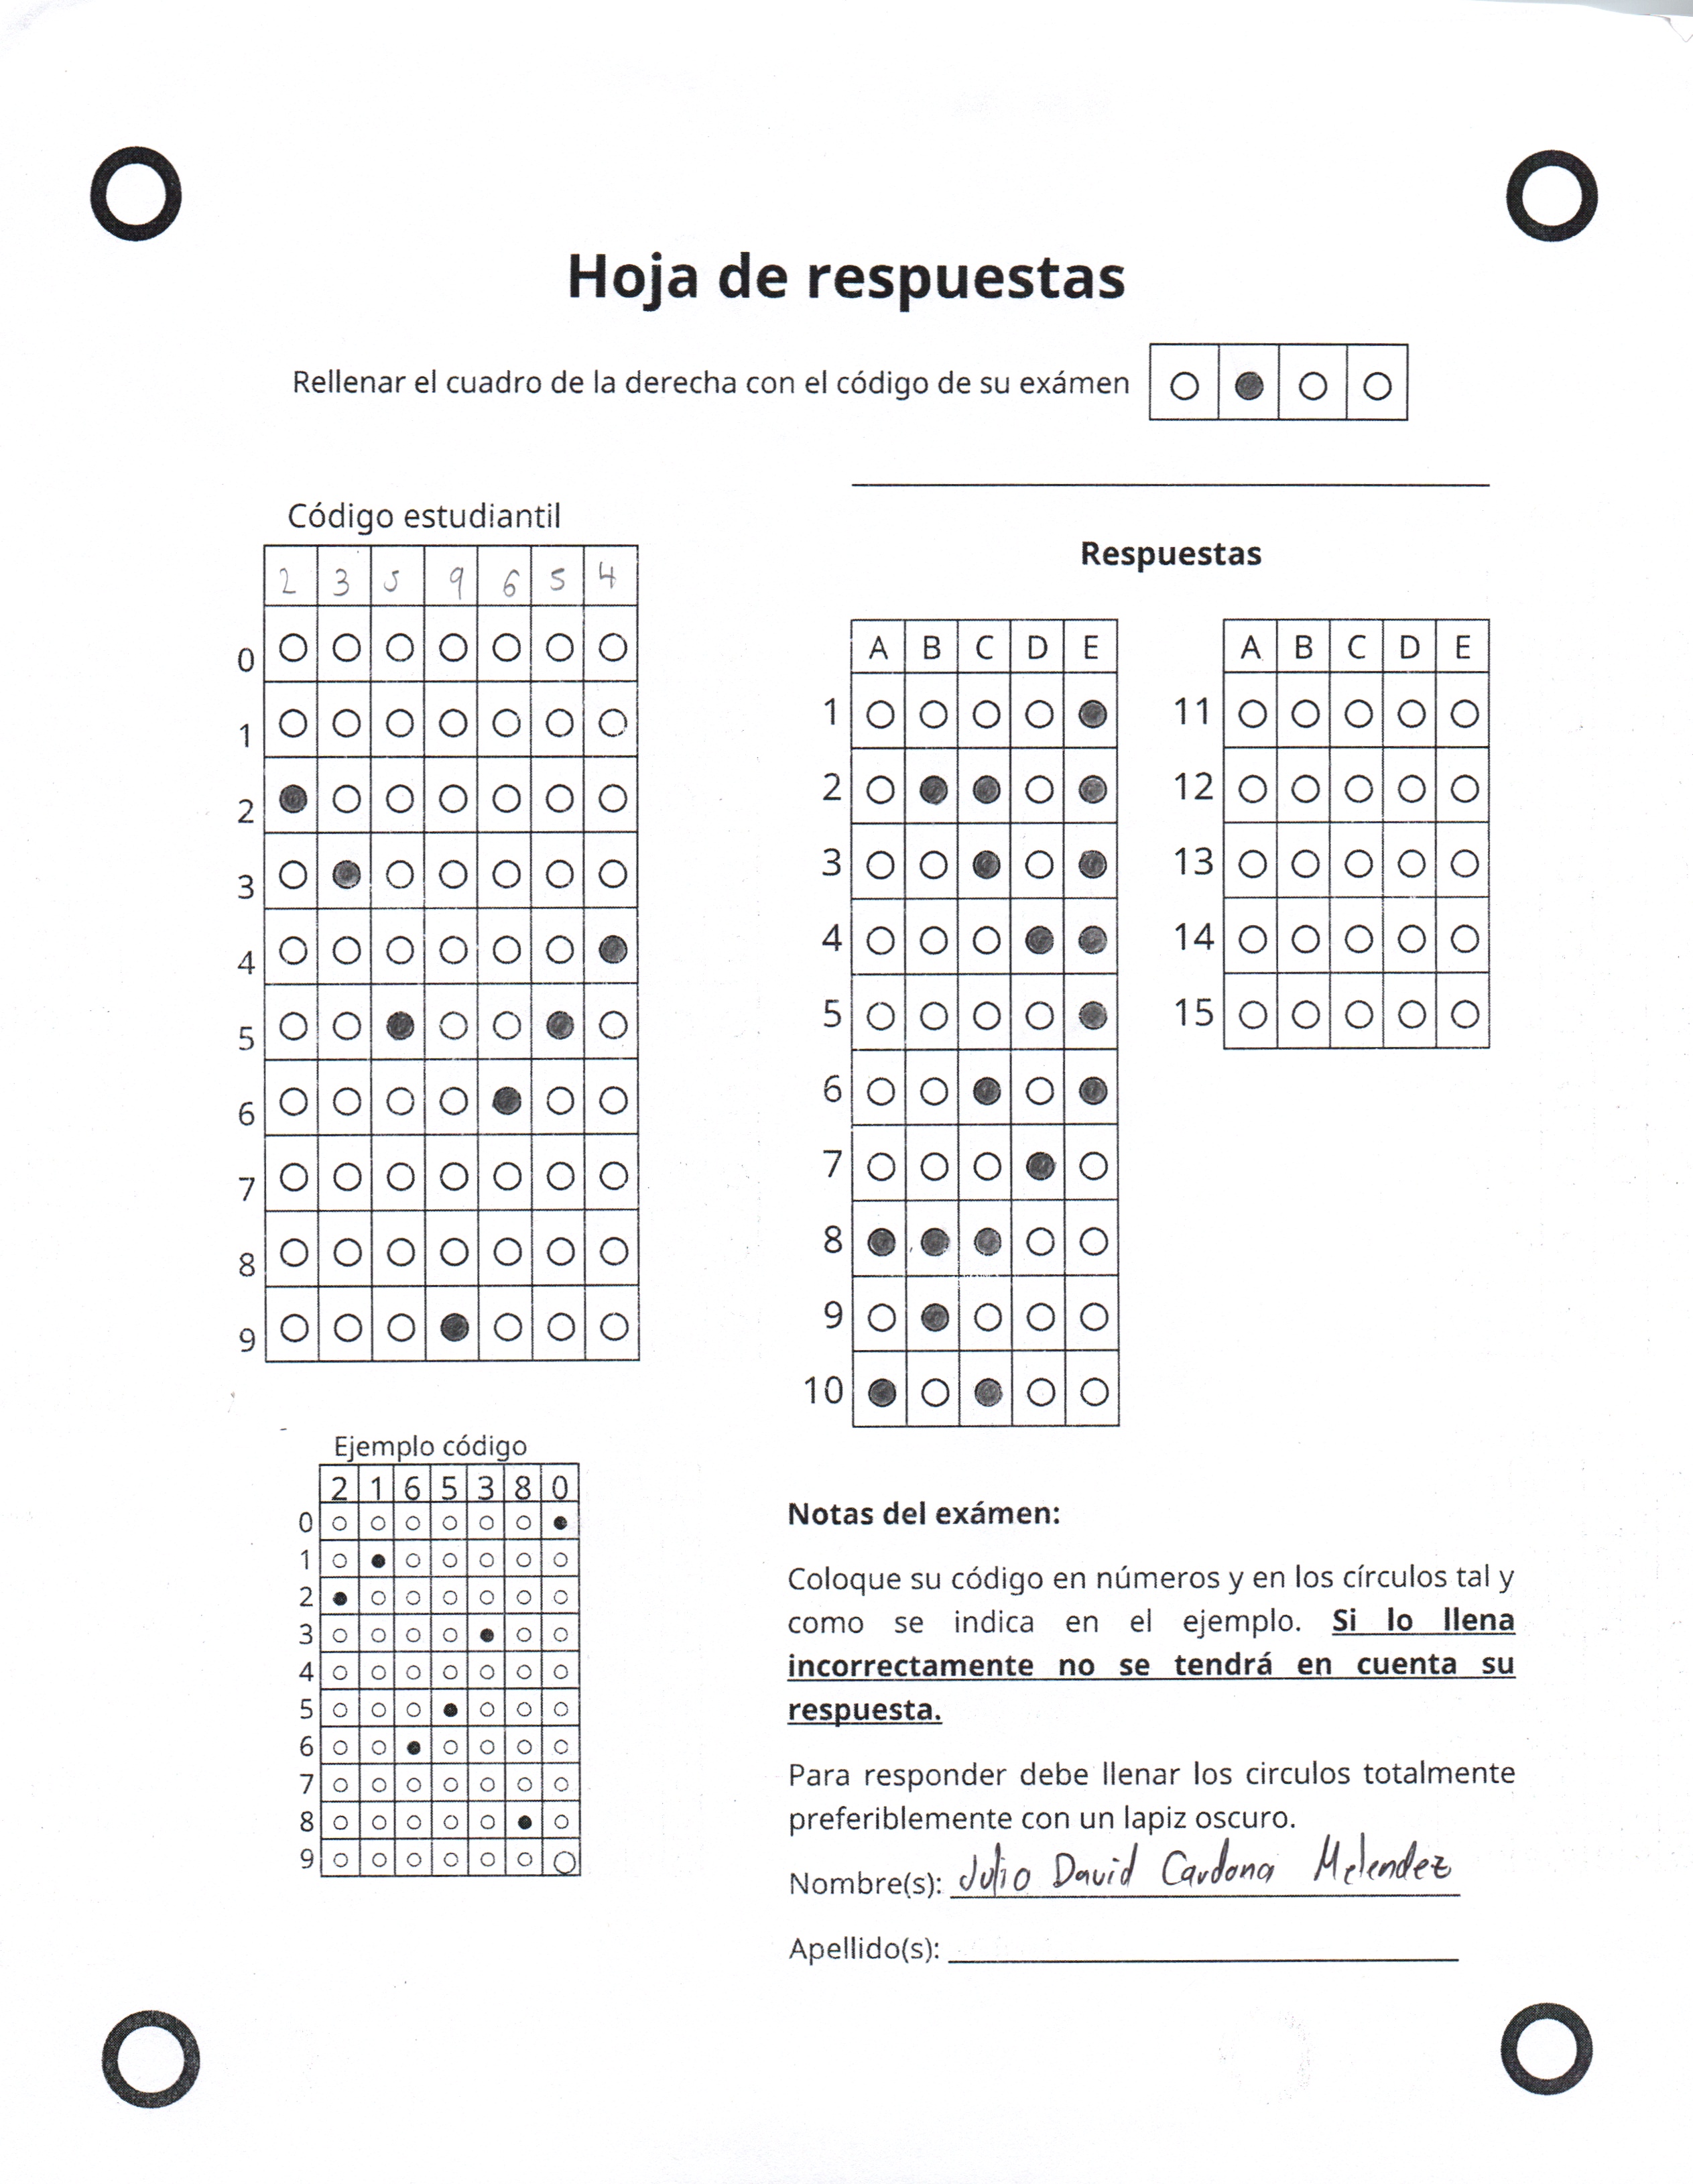 Hoja de respuestas
Rellenar el cuadro de la derecha con el código de su exámen
Código estudiantil
2 3 5 9 6 5 4
0
1
2
3
4
5
6
7
8
9
Respuestas
A B C D E
1
2
3
4
5
6
7
8
9
10
A B C D E
11
12
13
14
15
Ejemplo código
2 1 6 5 3 8 0
0
1
2
3
4
5
6
7
8
9
Notas del exámen:
Coloque su código en números y en los círculos tal y
como se indica en el ejemplo. Si lo llena
incorrectamente no se tendrá en cuenta su
respuesta.
Para responder debe llenar los circulos totalmente
preferiblemente con un lapiz oscuro.
Nombre(s): Julio David Cardona Melendez
Apellido(s):